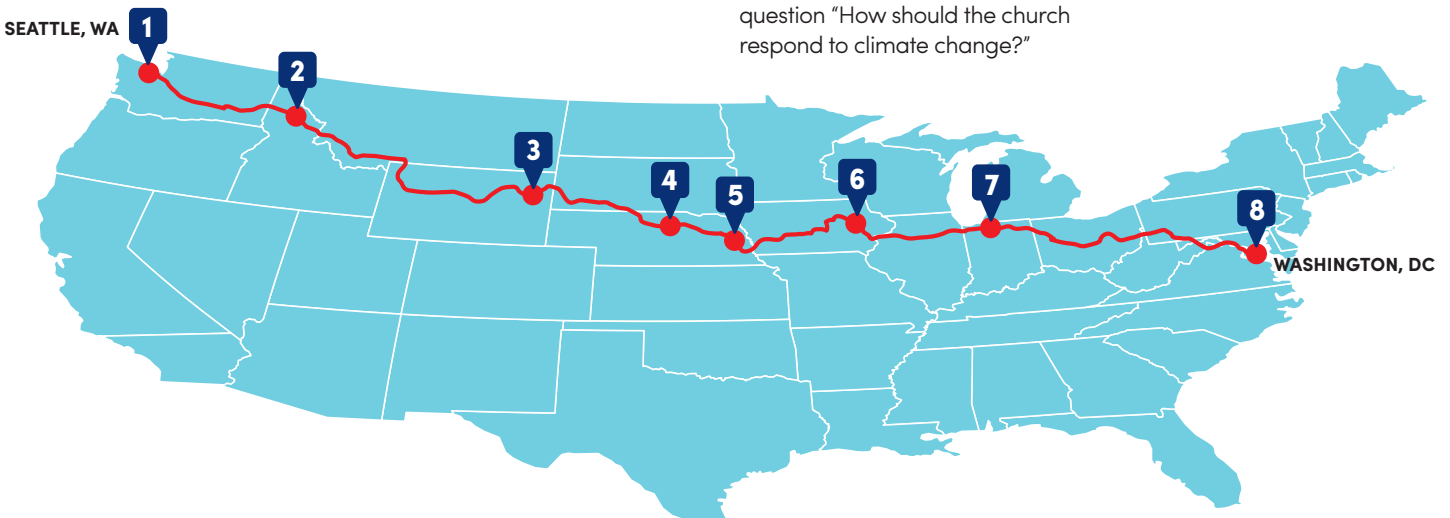 question “How should the church
respond to climate change?”
SEATTLE, WA
1
2
3
4
5
6
7
8
WASHINGTON, DC